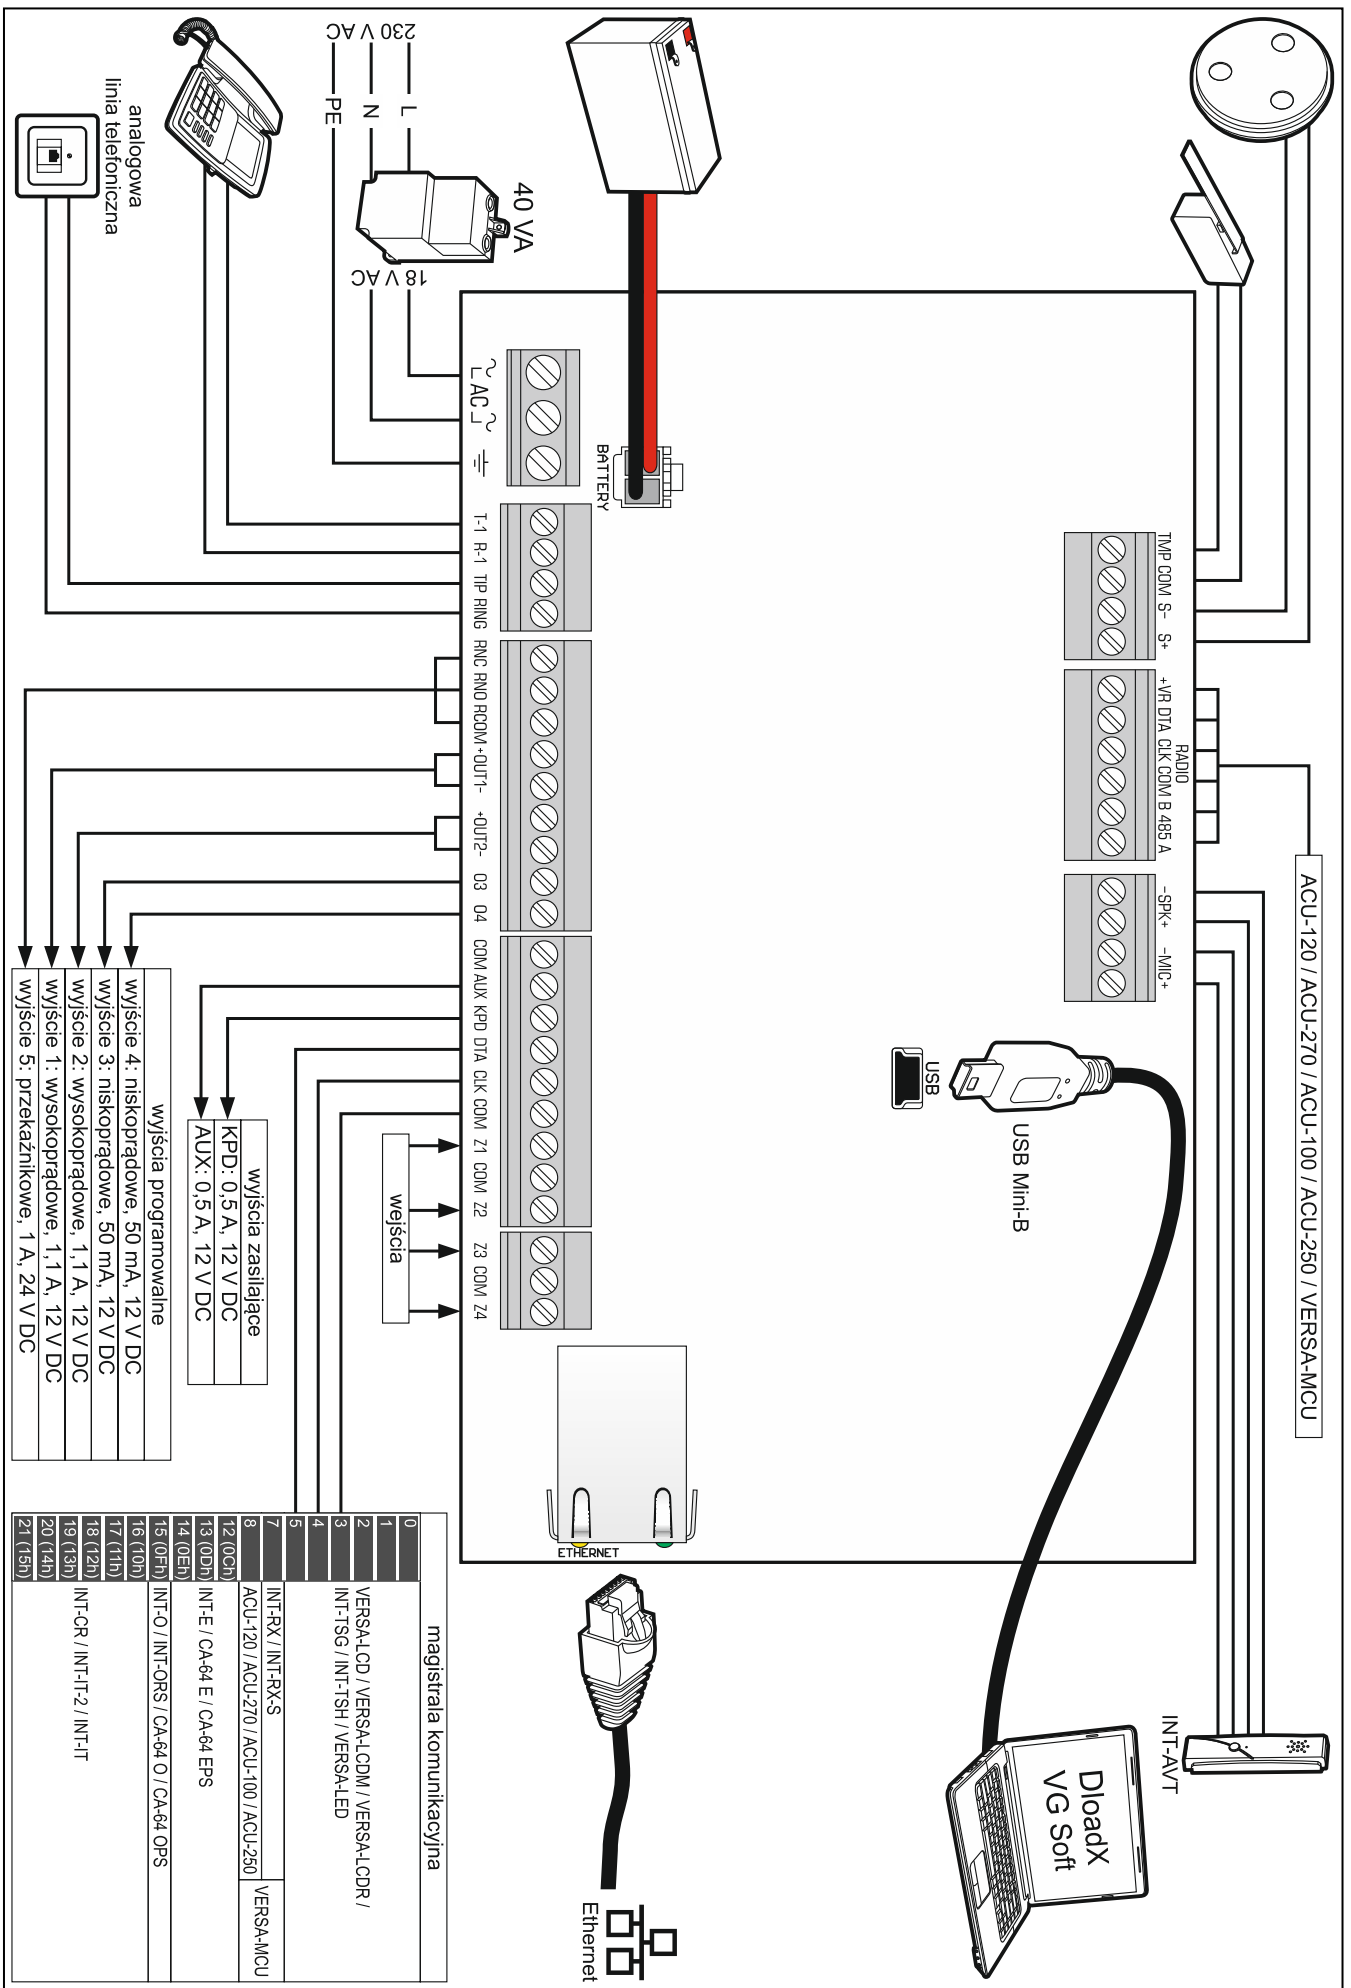 ACU-120 / ACU-270 / ACU-100 / ACU-250 / VERSA-MCU
INT-AVT
TMP COM S- S+
+VR DTA CLK COM B 485 A
RADIO
-SPK+ -MIC+
USB
USB Mini-B
DloadX
VG Soft
BATTERY
ETHERNET
Ethernet
40 VA
230 V AC
L
N
PE
18 V AC
analogowa
linia telefoniczna
AC
T-1 R-1 TIP RING
RNC RNO RCOM +OUT1- +OUT2- O3 O4
COM AUX KPD DTA CLK COM Z1 COM Z2
Z3 COM Z4
wejścia
wyjścia zasilające
KPD: 0,5 A, 12 V DC
AUX: 0,5 A, 12 V DC
wyjścia programowalne
wyjście 4: niskoprądowe, 50 mA, 12 V DC
wyjście 3: niskoprądowe, 50 mA, 12 V DC
wyjście 2: wysokoprądowe, 1,1 A, 12 V DC
wyjście 1: wysokoprądowe, 1,1 A, 12 V DC
wyjście 5: przekaźnikowe, 1 A, 24 V DC
magistrala komunikacyjna
0
1
2
3
4
5
VERSA-LCD / VERSA-LCDM / VERSA-LCDR /
INT-TSG / INT-TSH / VERSA-LED
7 INT-RX / INT-RX-S
8 ACU-120 / ACU-270 / ACU-100 / ACU-250
VERSA-MCU
12 (0Ch)
13 (0Dh)
14 (0Eh)
INT-E / CA-64 E / CA-64 EPS
15 (0Fh) INT-O / INT-ORS / CA-64 O / CA-64 OPS
16 (10h)
17 (11h)
18 (12h)
19 (13h)
20 (14h)
21 (15h)
INT-CR / INT-IT-2 / INT-IT